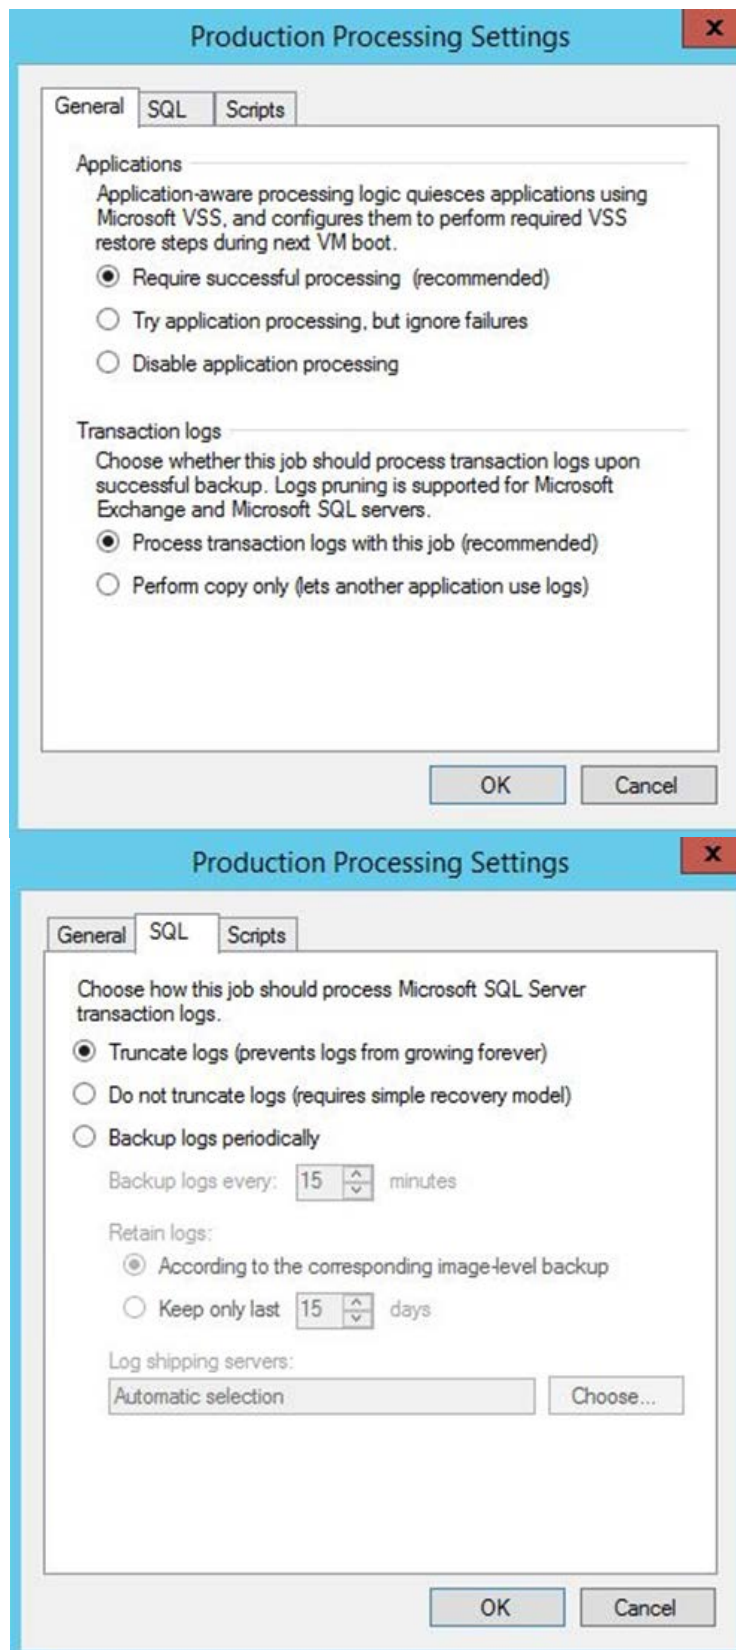 Production Processing Settings
x
General SQL Scripts
Applications
Application-aware processing logic quiesces applications using
Microsoft VSS, and configures them to perform required VSS
restore steps during next VM boot.
Require successful processing (recommended)
Try application processing, but ignore failures
Disable application processing
Transaction logs
Choose whether this job should process transaction logs upon
successful backup. Logs pruning is supported for Microsoft
Exchange and Microsoft SQL servers.
Process transaction logs with this job (recommended)
Perform copy only (lets another application use logs)
OK Cancel
Production Processing Settings
x
General SQL Scripts
Choose how this job should process Microsoft SQL Server
transaction logs.
Truncate logs (prevents logs from growing forever)
Do not truncate logs (requires simple recovery model)
Backup logs periodically
Backup logs every: 15 minutes
Retain logs:
According to the corresponding image-level backup
Keep only last 15 days
Log shipping servers:
Automatic selection Choose...
OK Cancel